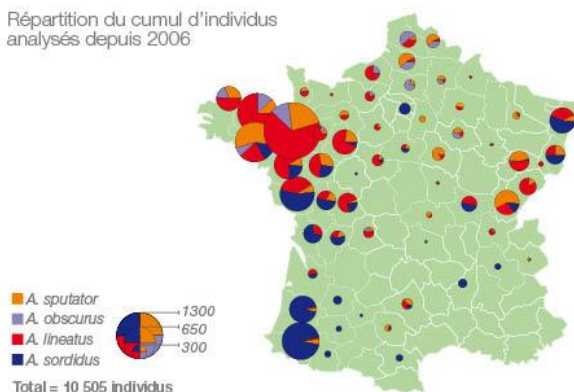 Répartition du cumul d'individus
analysés depuis 2006
A. sputator
A. obscurus
A. lineatus
A. sordidus
1300
650
300
Total = 10 505 individus